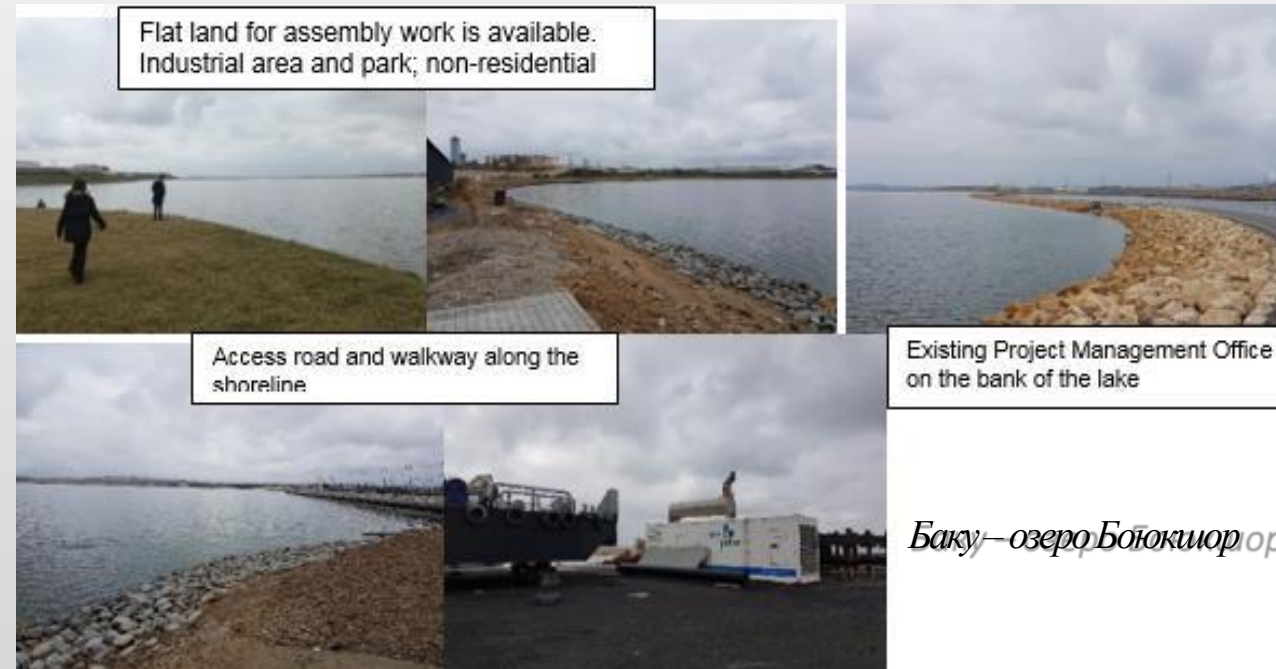 Flat land for assembly work is available.
Industrial area and park; non-residential
Access road and walkway along the
shoreline
Existing Project Management Office
on the bank of the lake
Баку – озеро Боюкшор